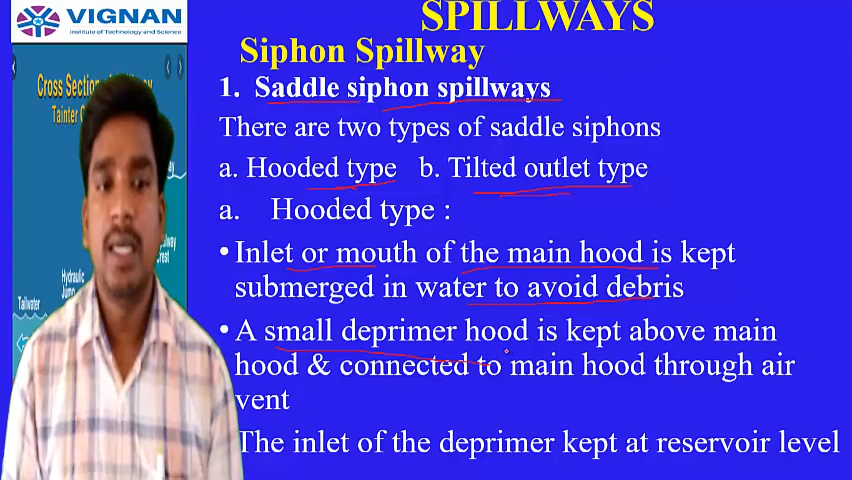 VIGNAN
Institute of Technology and Science
SPILLWAYS
Siphon Spillway
1. Saddle siphon spillways
There are two types of saddle siphons
a. Hooded type b. Tilted outlet type
a. Hooded type :
•Inlet or mouth of the main hood is kept
submerged in water to avoid debris
• A small deprimer hood is kept above main
hood & connected to main hood through air
vent
The inlet of the deprimer kept at reservoir level
Cross Section
Tainter
Hydraulic
Jump
Tailwater
Crest